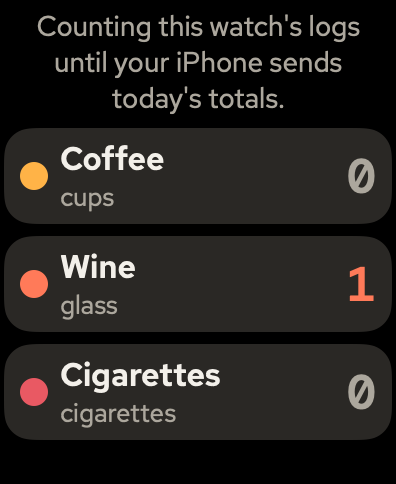 Counting this watch's logs
until your iPhone sends
today's totals.
Coffee
cups
0
Wine
glass
1
Cigarettes
cigarettes
0